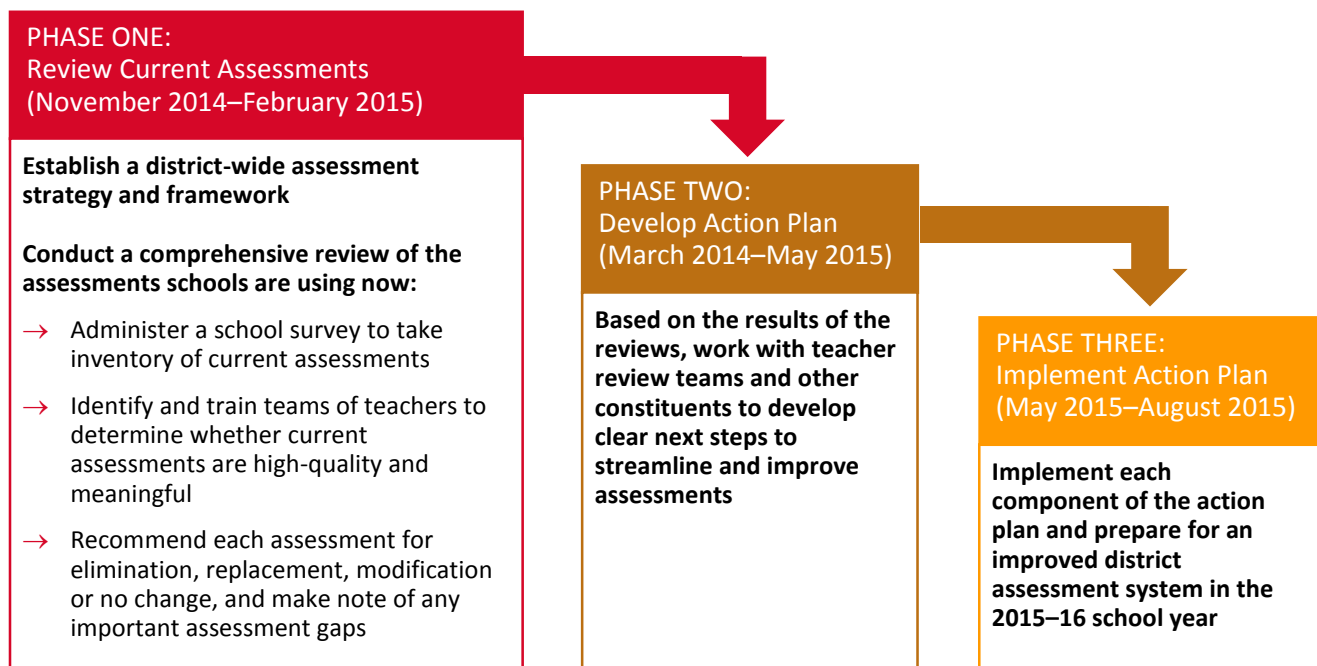 PHASE ONE:
Review Current Assessments
(November 2014–February 2015)
Establish a district-wide assessment
strategy and framework
Conduct a comprehensive review of the
assessments schools are using now:
→ Administer a school survey to take
inventory of current assessments
→ Identify and train teams of teachers to
determine whether current
assessments are high-quality and
meaningful
→ Recommend each assessment for
elimination, replacement, modification
or no change, and make note of any
important assessment gaps
PHASE TWO:
Develop Action Plan
(March 2014–May 2015)
Based on the results of the
reviews, work with teacher
review teams and other
constituents to develop
clear next steps to
streamline and improve
assessments
PHASE THREE:
Implement Action Plan
(May 2015–August 2015)
Implement each
component of the action
plan and prepare for an
improved district
assessment system in the
2015–16 school year